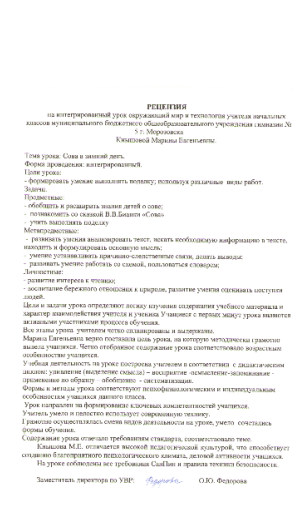 РЕЦЕНЗИЯ
на интегрированный урок окружающий мир и технология учителя начальных
классов муниципального бюджетного общеобразовательного учреждения гимназии №
5 г. Морозовска
Клышовой Марины Евгеньевны.
Тема урока: Сова в зимний день.
Форма проведения: интегрированный.
Цели урока:
- формировать умение выполнять поделку; используя различные виды работ.
Задачи.
Предметные:
- обобщить и расширить знания детей о сове;
- познакомить со сказкой В.В.Бианки «Сова»
- учить выполнять поделку
Метапредметные:
- развивать умения анализировать текст, искать необходимую информацию в тексте,
находить и формулировать основную мысль;
- умение устанавливать причинно-следственные связи, делать выводы;
- развивать умение работать со схемой, пользоваться словарем;
Личностные:
- развитие интереса к чтению;
- воспитание бережного отношения к природе, развитие умения оценивать поступки
людей.
Цели и задачи урока определяют логику изучения содержания учебного материала и
характер взаимодействия учителя и ученика Учащиеся с первых минут урока являются
активными участниками процесса обучения.
Все этапы урока учителем четко спланированы и выдержаны.
Марина Евгеньевна верно поставила цель урока, на которую методически грамотно
вывела учащихся. Четко отобранное содержание урока соответствовало возрастным
особенностям учащихся.
Учебная деятельность на уроке построена учителем в соответствии с дидактическим
циклом: уяснение (выделение смысла) – восприятие -осмысление-запоминание -
применение по образцу - обобщение - систематизация.
Формы и методы урока соответствуют психофизиологическим и индивидуальным
особенностям учащихся данного класса.
Урок направлен на формирование ключевых компетентностей учащихся.
Учитель умело и уместно использует современную технику.
Грамотно осуществлялась смена видов деятельности на уроке, умело сочетались
формы обучения.
Содержание урока отвечало требованиям стандарта, соответствовало теме.
Клышова М.Е. отличается высокой педагогической культурой, что способствует
созданию благоприятного психологического климата, деловой активности учащихся.
На уроке соблюдены все требования СанПин и правила техники безопасности.
Заместитель директора по УВР: Федорова О.Ю. Федорова